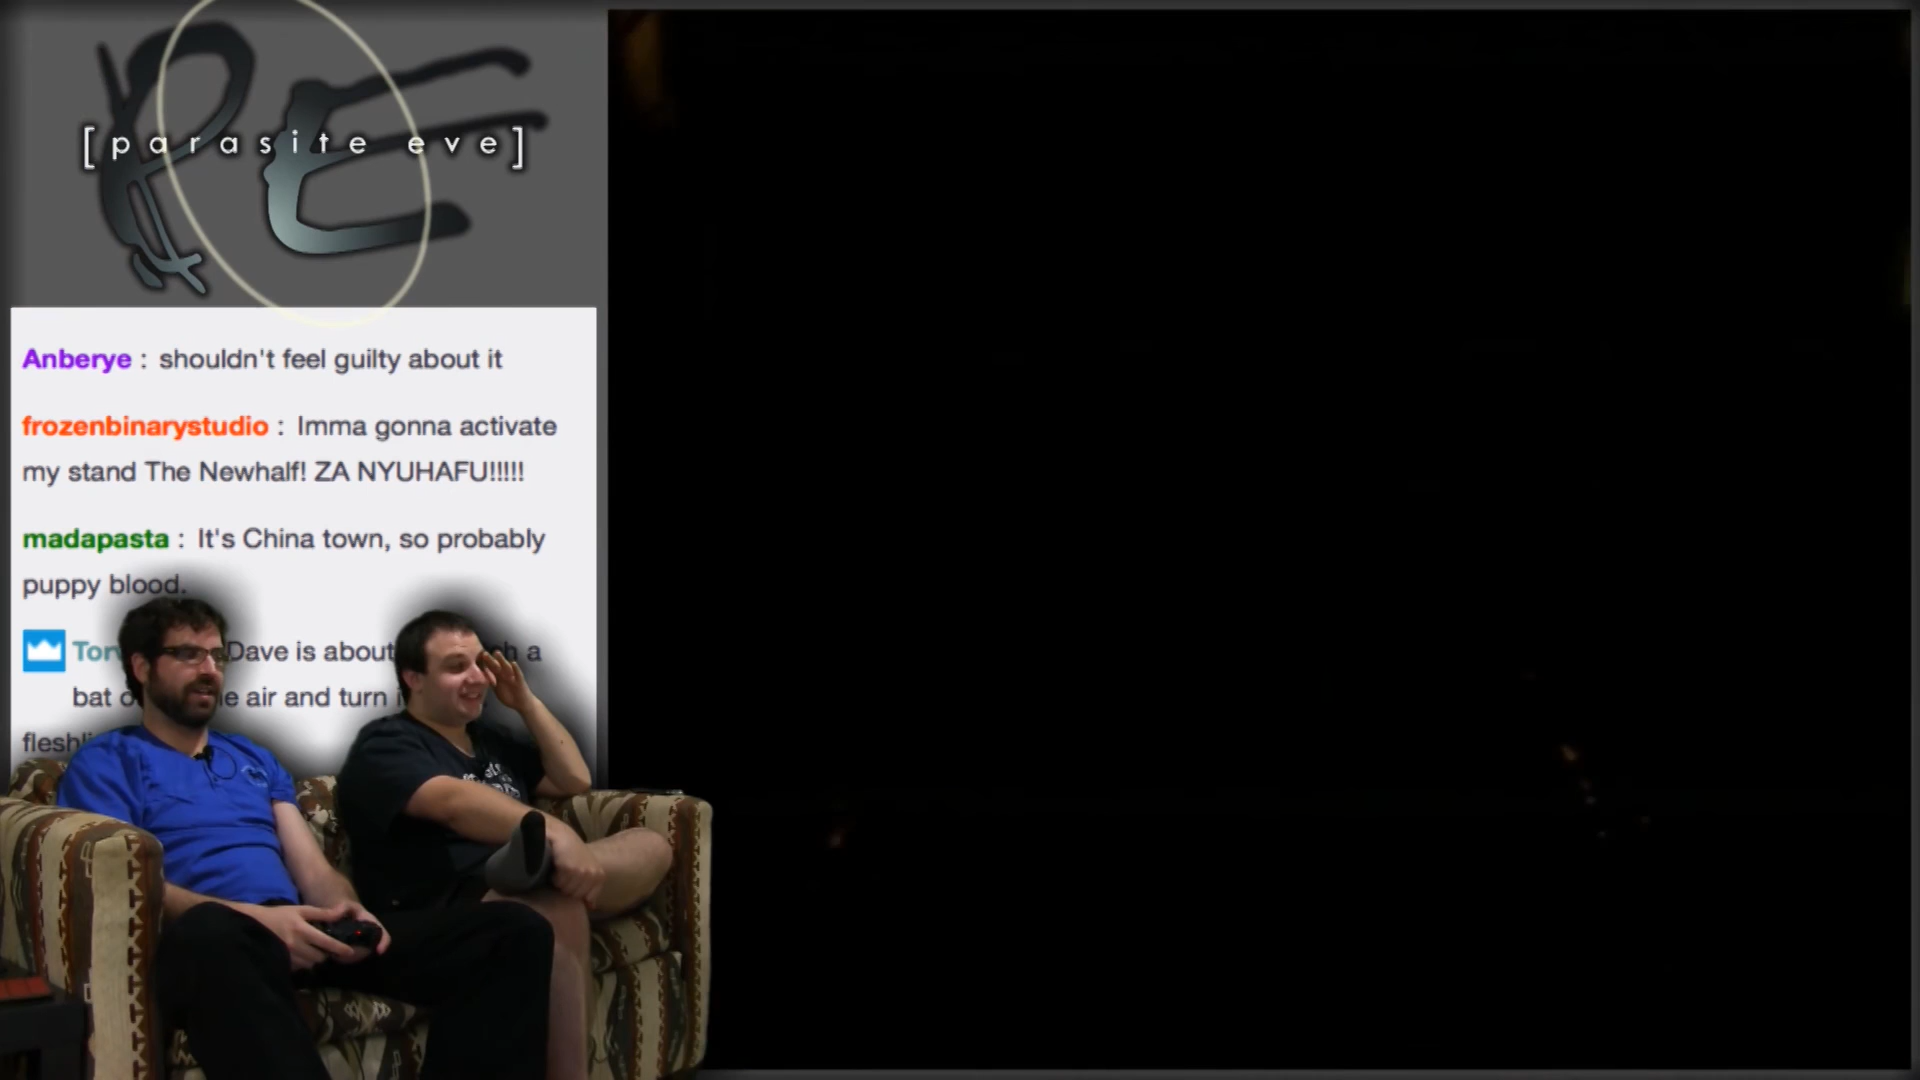 [parasite eve]
Anberye : shouldn't feel guilty about it
frozenbinarystudio : Imma gonna activate
my stand The Newhalf! ZA NYUHAFU!!!!!
madapasta : It's China town, so probably
puppy blood.
Dave is about a
bat air and turn